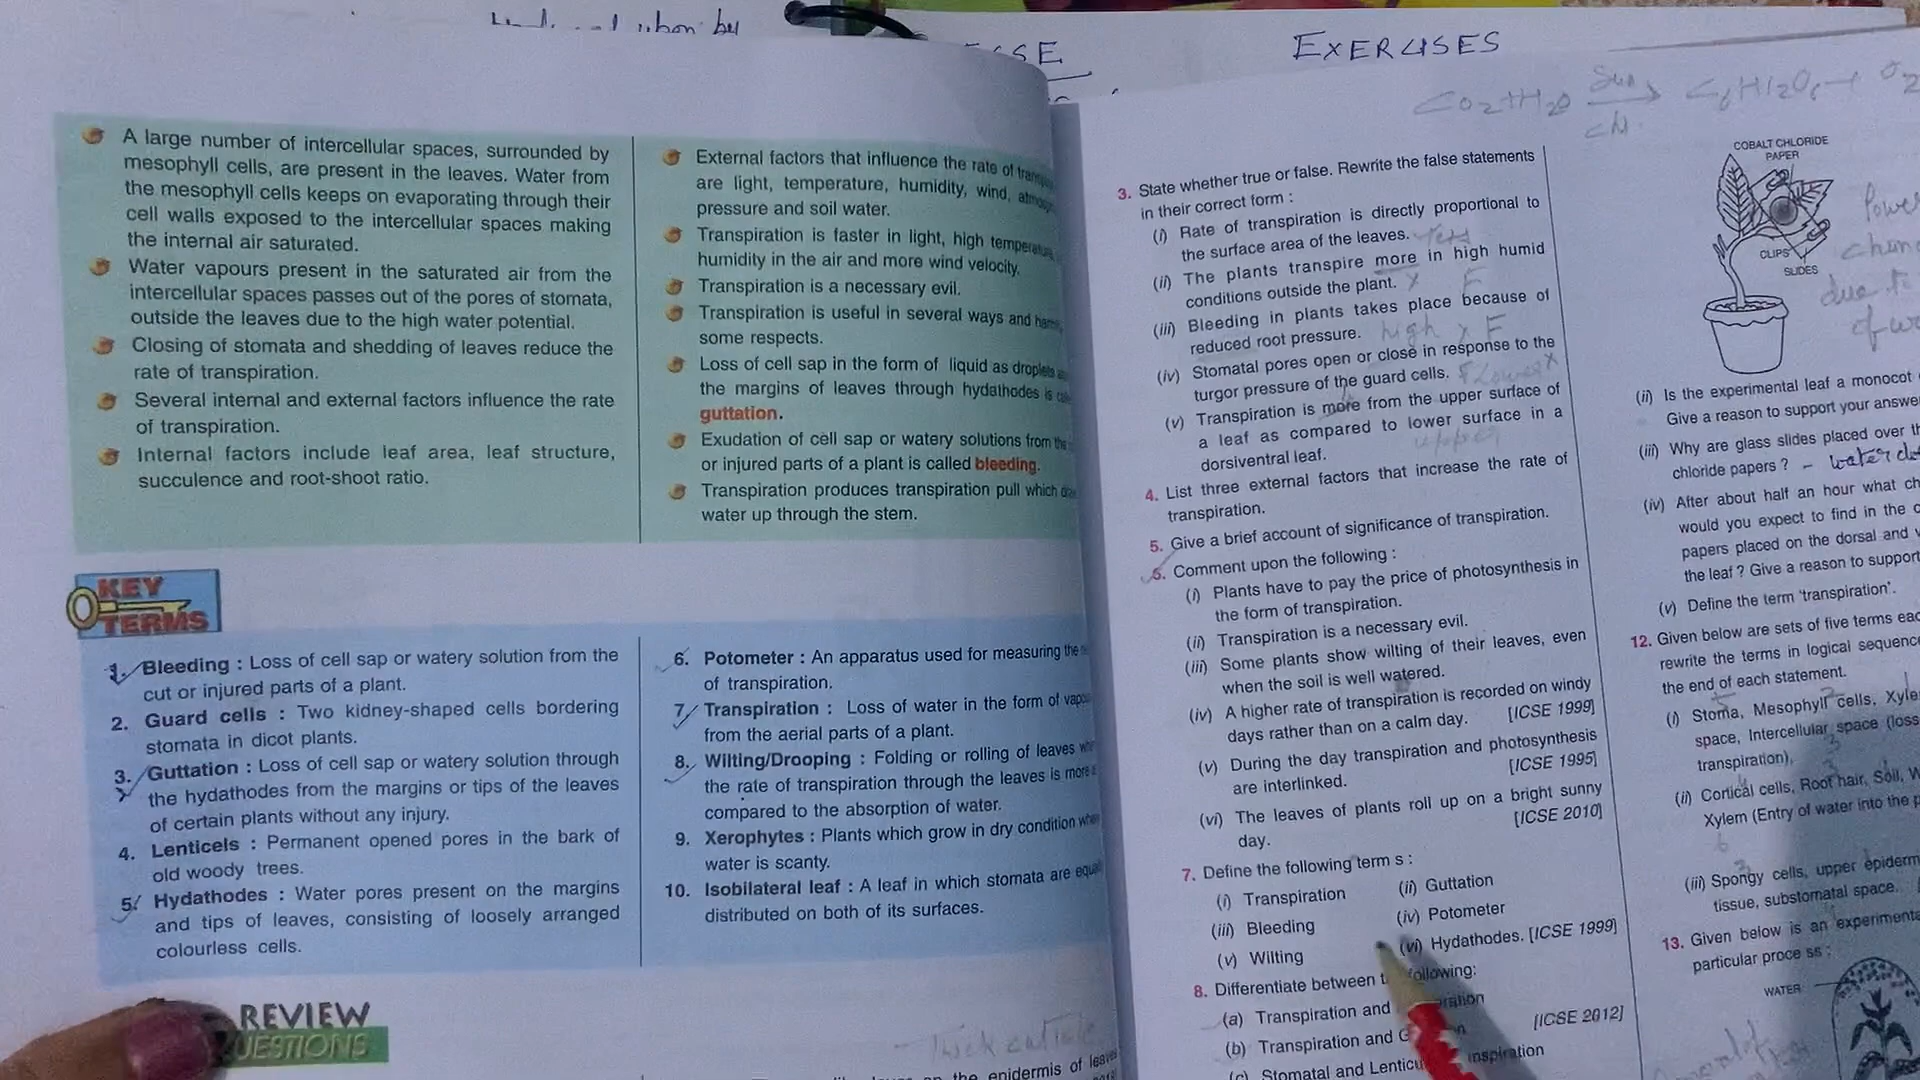 upon by
EXERCISES
A large number of intercellular spaces, surrounded by
mesophyll cells, are present in the leaves. Water from
the mesophyll cells keeps on evaporating through their
cell walls exposed to the intercellular spaces making
the internal air saturated.
Water vapours present in the saturated air from the
intercellular spaces passes out of the pores of stomata,
outside the leaves due to the high water potential.
Closing of stomata and shedding of leaves reduce the
rate of transpiration.
Several internal and external factors influence the rate
of transpiration.
Internal factors include leaf area, leaf structure,
succulence and root-shoot ratio.
External factors that influence the rate of
are light, temperature, humidity, wind,
pressure and soil water.
Transpiration is faster in light, high
humidity in the air and more wind velocity.
Transpiration is a necessary evil.
Transpiration is useful in several ways and
some respects.
Loss of cell sap in the form of liquid as droplets
the margins of leaves through hydathodes is
guttation.
Exudation of cell sap or watery solutions from the
or injured parts of a plant is called bleeding.
Transpiration produces transpiration pull which
water up through the stem.
KEY
TERMS
1. Bleeding : Loss of cell sap or watery solution from the
cut or injured parts of a plant.
2. Guard cells : Two kidney-shaped cells bordering
stomata in dicot plants.
3. Guttation : Loss of cell sap or watery solution through
the hydathodes from the margins or tips of the leaves
of certain plants without any injury.
4. Lenticels : Permanent opened pores in the bark of
old woody trees.
5. Hydathodes : Water pores present on the margins
and tips of leaves, consisting of loosely arranged
colourless cells.
6. Potometer : An apparatus used for measuring the
of transpiration.
7. Transpiration : Loss of water in the form of
from the aerial parts of a plant.
8. Wilting/Drooping : Folding or rolling of leaves
the rate of transpiration through the leaves is more
compared to the absorption of water.
9. Xerophytes : Plants which grow in dry condition
water is scanty.
10. Isobilateral leaf : A leaf in which stomata are
distributed on both of its surfaces.
REVIEW
QUESTIONS
Thick cuticle
the epidermis of
3. State whether true or false. Rewrite the false statements
in their correct form :
(i) Rate of transpiration is directly proportional to
the surface area of the leaves.
(ii) The plants transpire more in high humid
conditions outside the plant. x F
(iii) Bleeding in plants takes place because of
reduced root pressure. high x F
(iv) Stomatal pores open or close in response to the
turgor pressure of the guard cells.
(v) Transpiration is more from the upper surface of
a leaf as compared to lower surface in a
dorsiventral leaf.
4. List three external factors that increase the rate of
transpiration.
5. Give a brief account of significance of transpiration.
6. Comment upon the following :
(i) Plants have to pay the price of photosynthesis in
the form of transpiration.
(ii) Transpiration is a necessary evil.
(iii) Some plants show wilting of their leaves, even
when the soil is well watered.
(iv) A higher rate of transpiration is recorded on windy
days rather than on a calm day. [ICSE 1999]
(v) During the day transpiration and photosynthesis
are interlinked. [ICSE 1995]
(vi) The leaves of plants roll up on a bright sunny
day. [ICSE 2010]
7. Define the following term s :
(i) Transpiration (ii) Guttation
(iii) Bleeding (iv) Potometer
(v) Wilting (vi) Hydathodes. [ICSE 1999]
8. Differentiate between following:
(a) Transpiration and
(b) Transpiration and [ICSE 2012]
(c) Stomatal and
COBALT CHLORIDE
PAPER
CLIPS
SLIDES
due to
(ii) Is the experimental leaf a monocot
Give a reason to support your
(iii) Why are glass slides placed over
chloride papers ? - water
(iv) After about half an hour what
would you expect to find in the
papers placed on the dorsal and
the leaf ? Give a reason to support
(v) Define the term 'transpiration'.
12. Given below are sets of five terms
rewrite the terms in logical
the end of each statement.
(i) Stoma, Mesophyll cells,
space, Intercellular space
transpiration),
(ii) Cortical cells, Root hair, Soil,
Xylem (Entry of water into the
(iii) Spongy cells, upper
tissue, substomatal space.
13. Given below is an
particular proce ss :
WATER